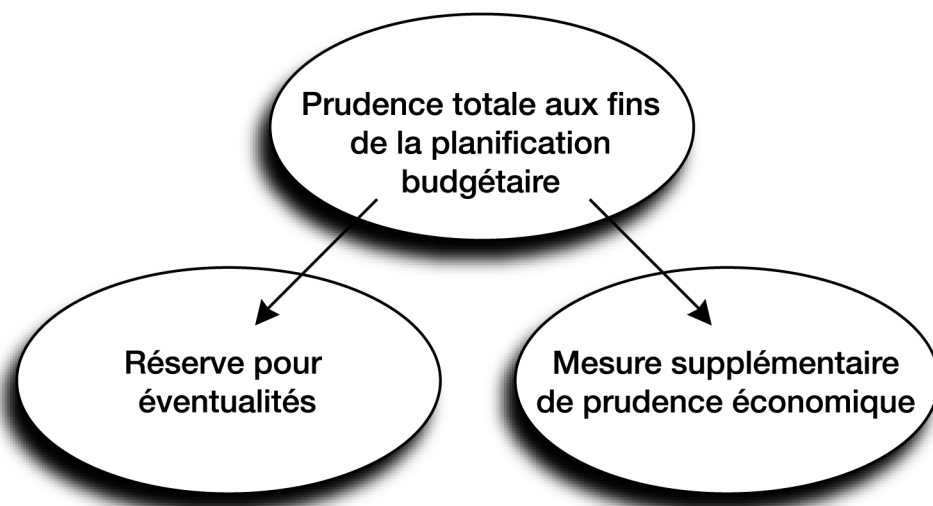 Prudence totale aux fins
de la planification
budgétaire
Réserve pour
éventualités
Mesure supplémentaire
de prudence économique